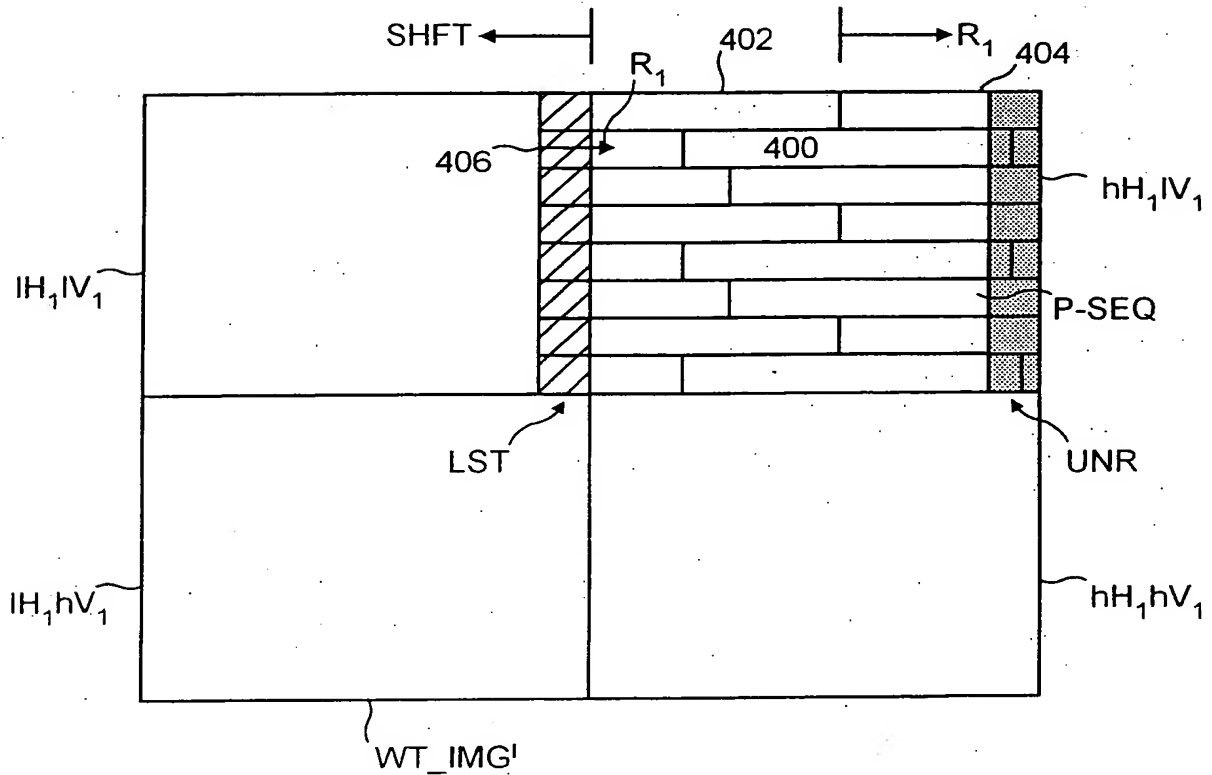 SHFT
402
R₁
R₁
404
406
400
hH₁lV₁
lH₁lV₁
P-SEQ
LST
UNR
lH₁hV₁
hH₁hV₁
WT_IMG'